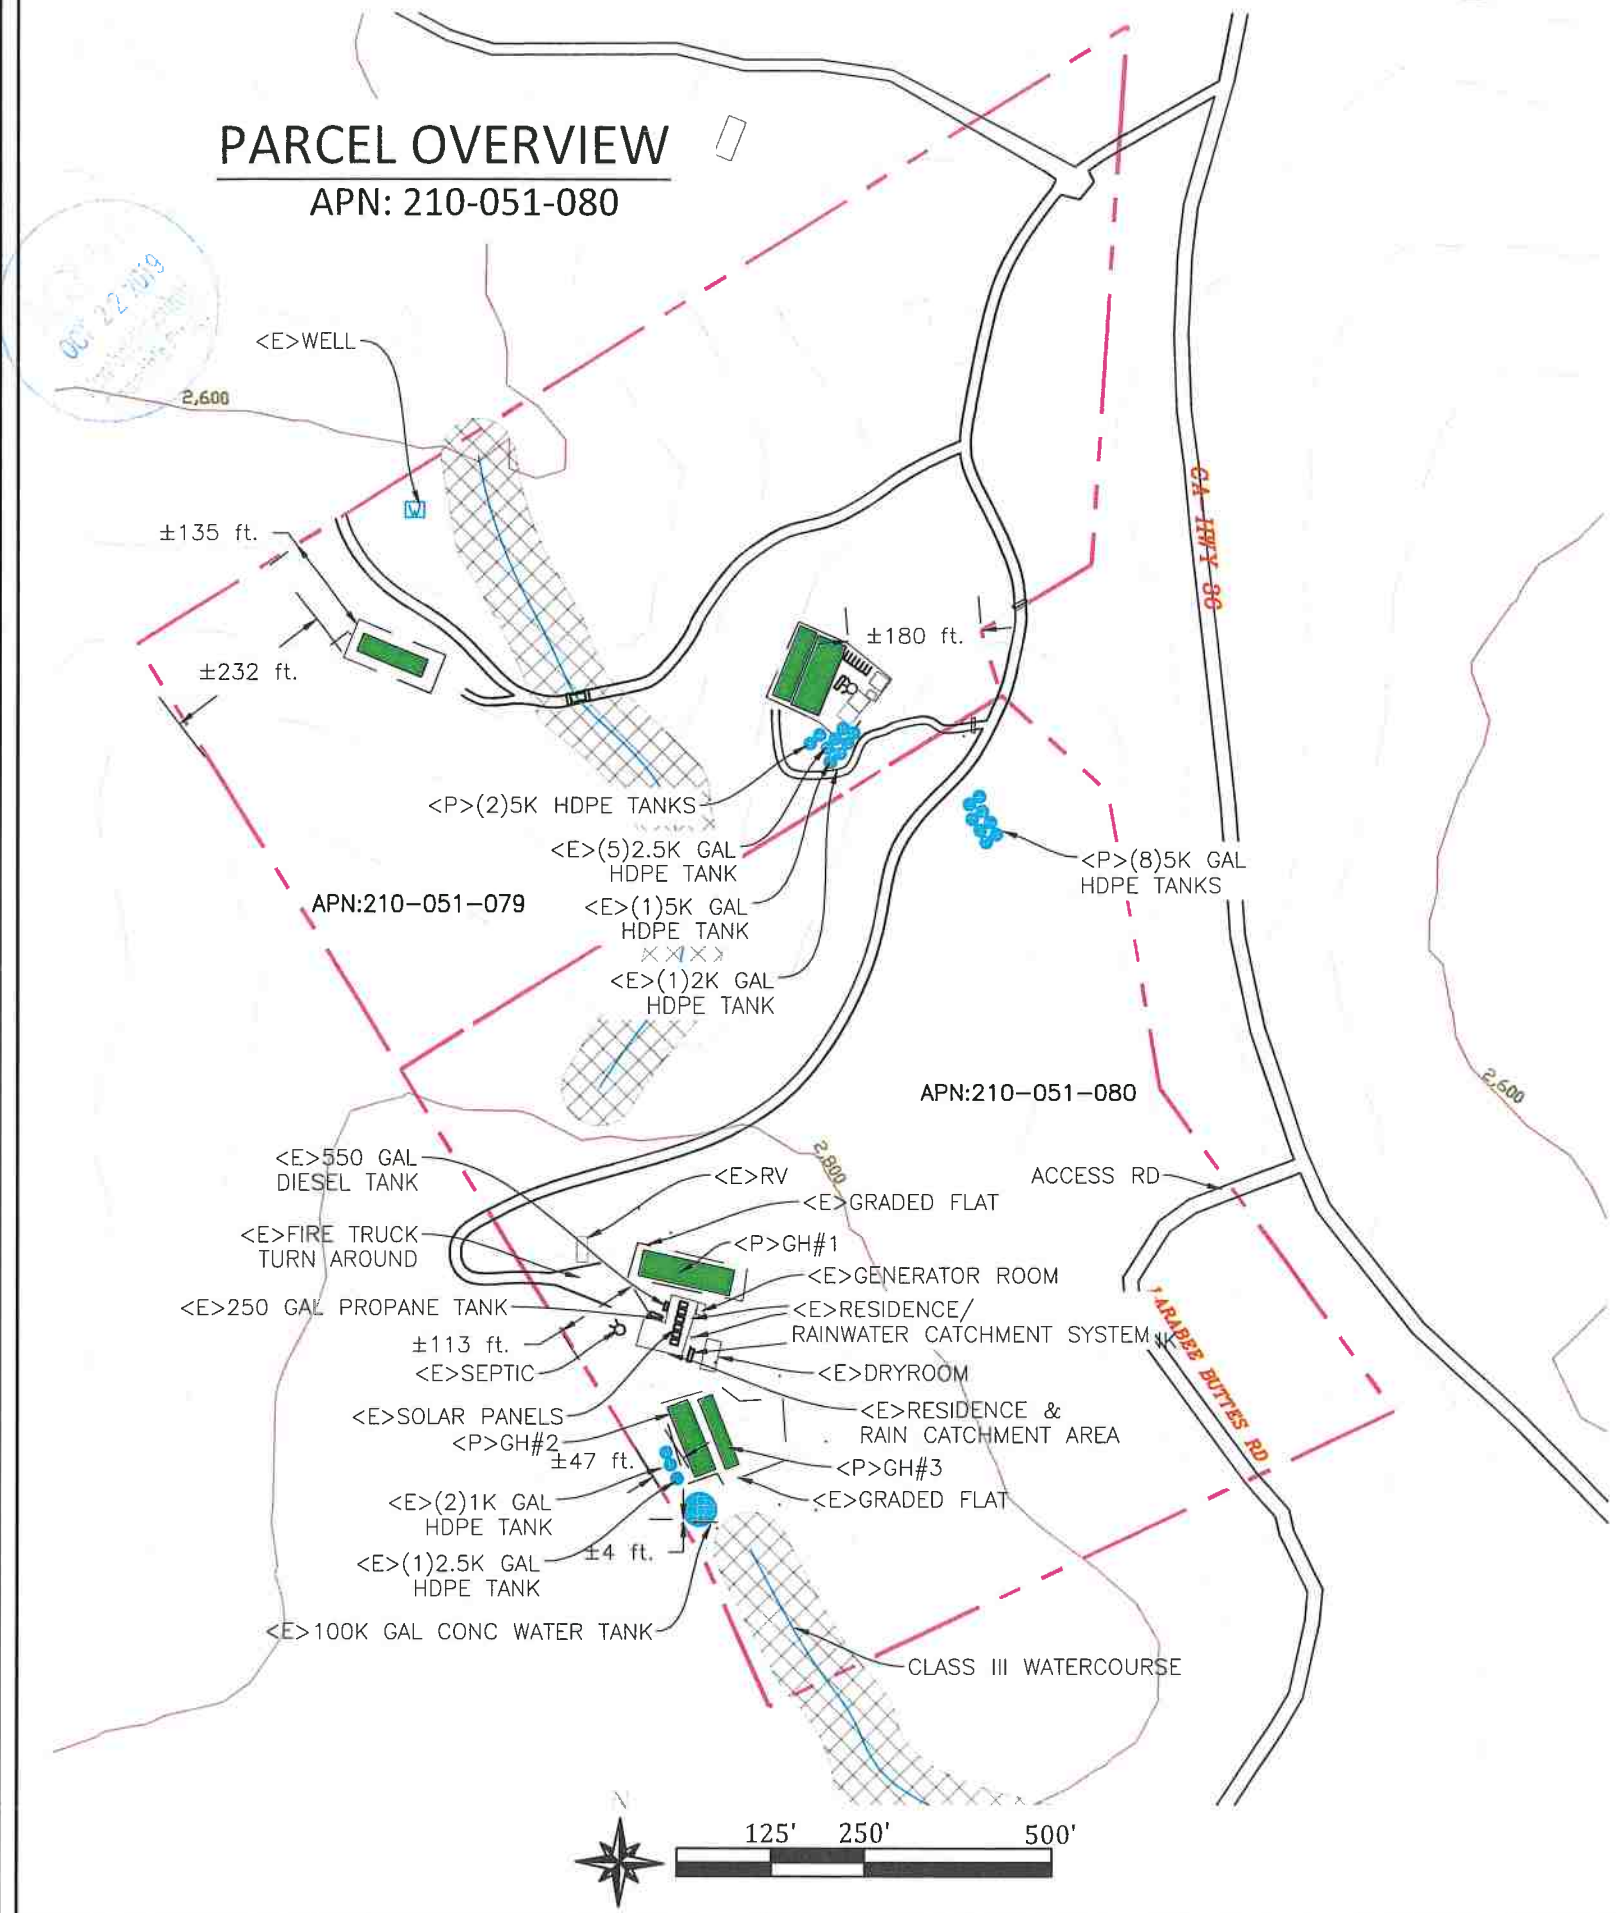 PARCEL OVERVIEW
APN: 210-051-080
OCT 22 2019
<E>WELL
2,600
±135 ft.
±232 ft.
±180 ft.
CA HWY 36
<P>(2)5K HDPE TANKS
<E>(5)2.5K GAL
HDPE TANK
<P>(8)5K GAL
HDPE TANKS
APN:210-051-079
<E>(1)5K GAL
HDPE TANK
<E>(1)2K GAL
HDPE TANK
APN:210-051-080
2,600
2,800
<E>550 GAL
DIESEL TANK
<E>RV
ACCESS RD
<E>GRADED FLAT
<E>FIRE TRUCK
TURN AROUND
<P>GH#1
<E>GENERATOR ROOM
<E>250 GAL PROPANE TANK
<E>RESIDENCE/
RAINWATER CATCHMENT SYSTEM
LARABEE BUTTES RD
±113 ft.
<E>SEPTIC
<E>DRYROOM
<E>SOLAR PANELS
<E>RESIDENCE &
RAIN CATCHMENT AREA
<P>GH#2
±47 ft.
<P>GH#3
<E>(2)1K GAL
HDPE TANK
<E>GRADED FLAT
±4 ft.
<E>(1)2.5K GAL
HDPE TANK
<E>100K GAL CONC WATER TANK
CLASS III WATERCOURSE
N
125' 250' 500'